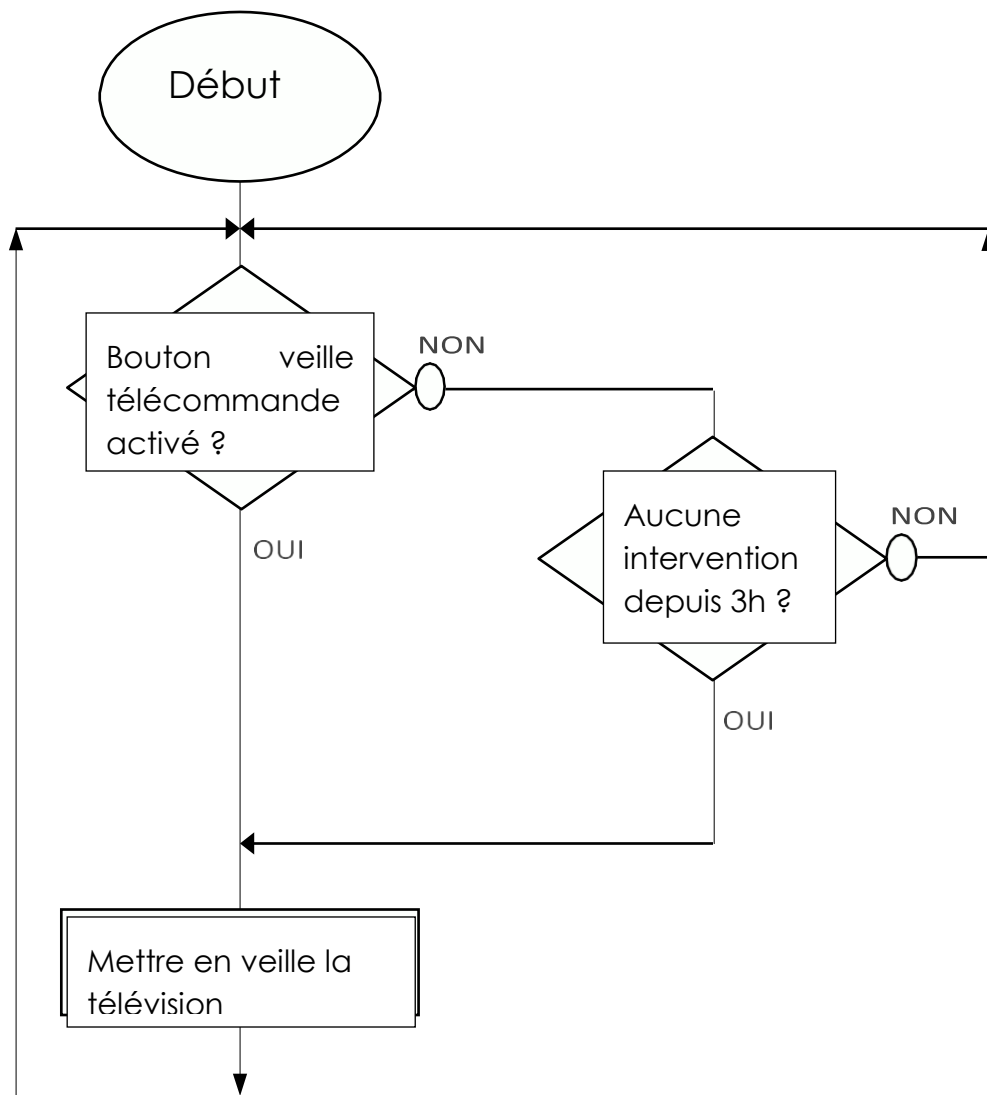 Début
Bouton veille
télécommande
activé ?
NON
OUI
Aucune
intervention
depuis 3h ?
NON
OUI
Mettre en veille la
télévision